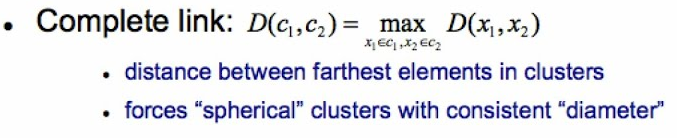 • Complete link: D(c₁,c₂) = max D(x₁,x₂)
x₁∈c₁,x₂∈c₂
• distance between farthest elements in clusters
• forces “spherical” clusters with consistent “diameter”